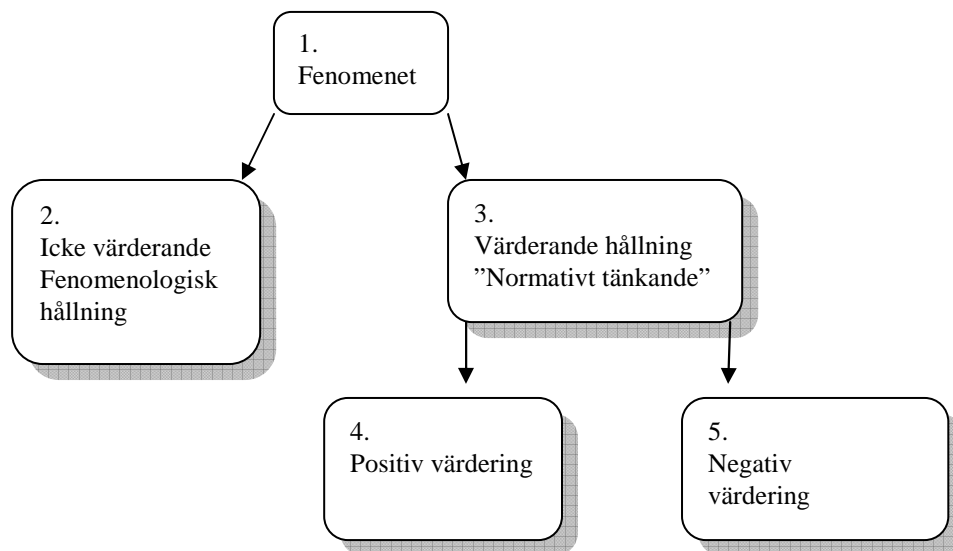 1.
Fenomenet
2.
Icke värderande
Fenomenologisk
hållning
3.
Värderande hållning
”Normativt tänkande”
4.
Positiv värdering
5.
Negativ
värdering